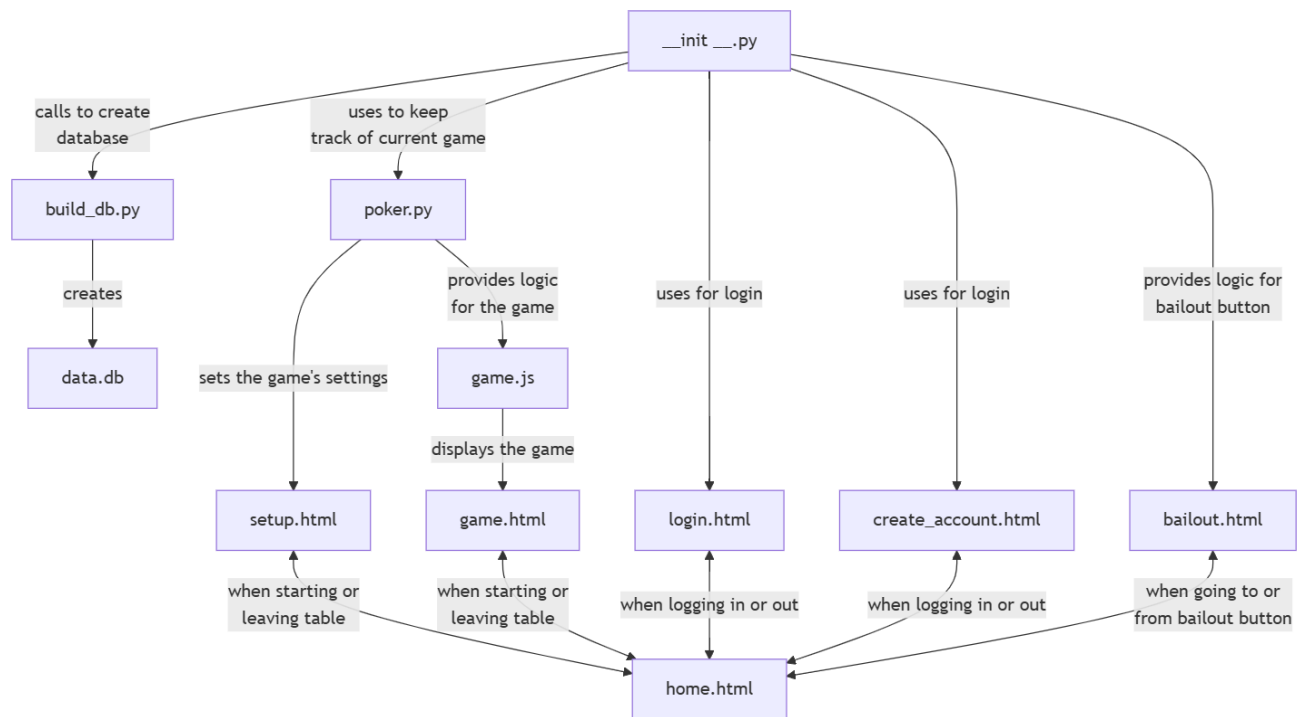 __init __.py
calls to create
database
uses to keep
track of current game
build_db.py
poker.py
creates
provides logic
for the game
uses for login
uses for login
provides logic for
bailout button
data.db
sets the game's settings
game.js
displays the game
setup.html
game.html
login.html
create_account.html
bailout.html
when starting or
leaving table
when starting or
leaving table
when logging in or out
when logging in or out
when going to or
from bailout button
home.html